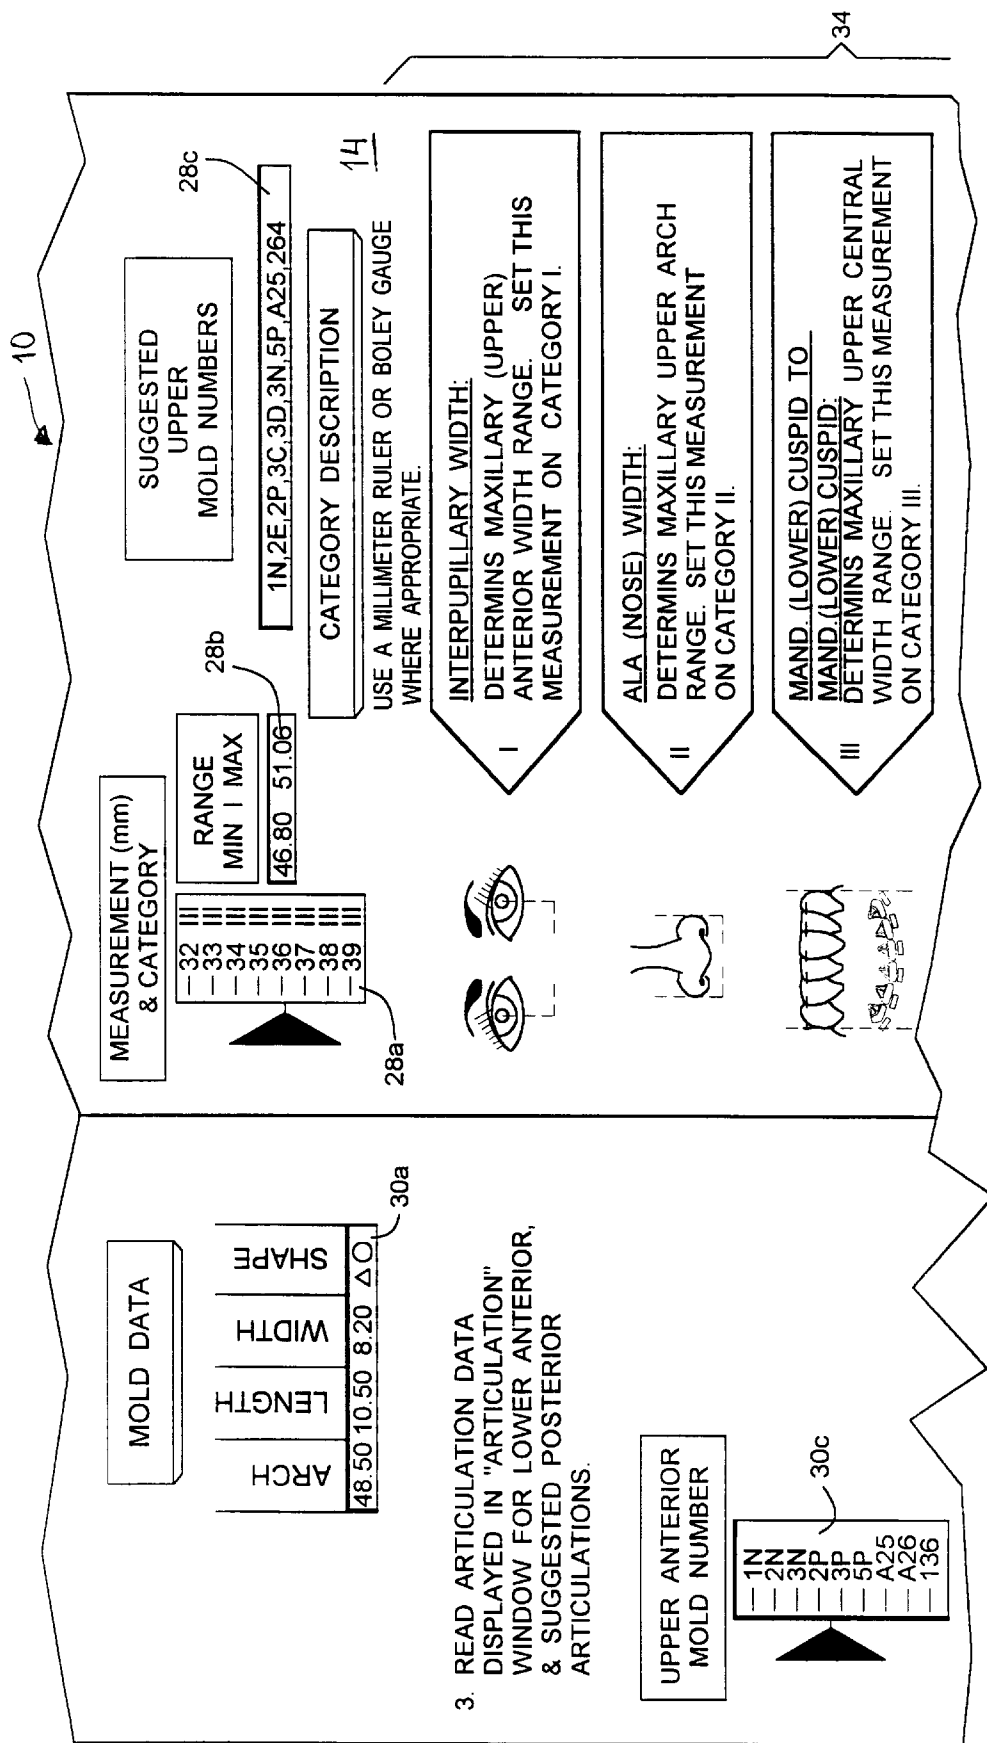 10
MOLD DATA
ARCH LENGTH WIDTH SHAPE
48.50 10.50 8.20 △○
30a
3. READ ARTICULATION DATA
DISPLAYED IN "ARTICULATION"
WINDOW FOR LOWER ANTERIOR,
& SUGGESTED POSTERIOR
ARTICULATIONS.
UPPER ANTERIOR
MOLD NUMBER
— 1N
— 2N
— 3N
— 2P
— 3P
— 5P
— A25
— A26
— 136
30c
MEASUREMENT (mm)
& CATEGORY
— 32 III
— 33 III
— 34 III
— 35 III
— 36 III
— 37 III
— 38 III
— 39 III
28a
RANGE
MIN | MAX
46.80 51.06
28b
SUGGESTED
UPPER
MOLD NUMBERS
1N,2E,2P,3C,3D,3N,5P,A25,264
28c
CATEGORY DESCRIPTION
14
USE A MILLIMETER RULER OR BOLEY GAUGE
WHERE APPROPRIATE.
I
INTERPUPILLARY WIDTH:
DETERMINS MAXILLARY (UPPER)
ANTERIOR WIDTH RANGE. SET THIS
MEASUREMENT ON CATEGORY I.
II
ALA (NOSE) WIDTH:
DETERMINS MAXILLARY UPPER ARCH
RANGE. SET THIS MEASUREMENT
ON CATEGORY II.
III
MAND. (LOWER) CUSPID TO
MAND.(LOWER) CUSPID:
DETERMINS MAXILLARY UPPER CENTRAL
WIDTH RANGE. SET THIS MEASUREMENT
ON CATEGORY III.
34